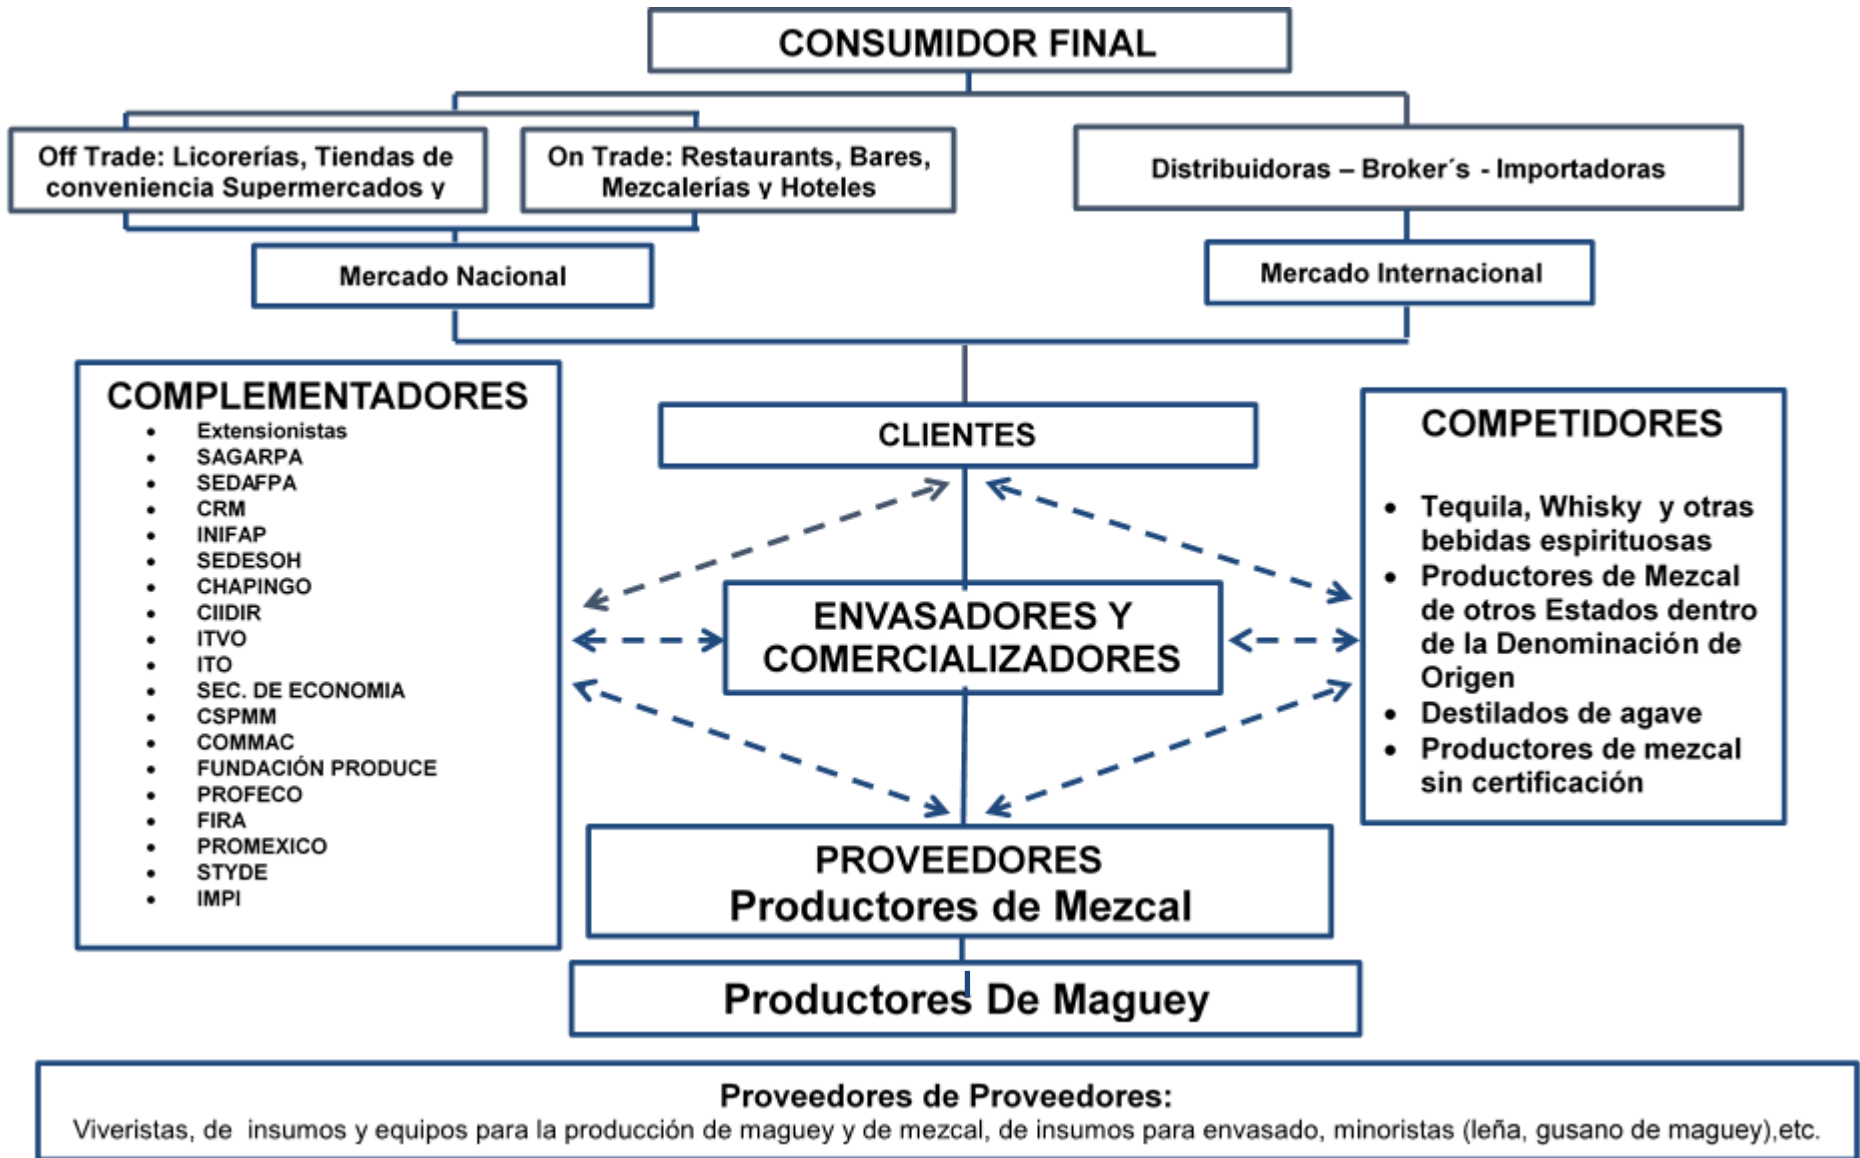 CONSUMIDOR FINAL
Off Trade: Licorerías, Tiendas de
conveniencia Supermercados y
On Trade: Restaurants, Bares,
Mezcalerías y Hoteles
Distribuidoras – Broker´s - Importadoras
Mercado Nacional
Mercado Internacional
COMPLEMENTADORES
• Extensionistas
• SAGARPA
• SEDAFPA
• CRM
• INIFAP
• SEDESOH
• CHAPINGO
• CIIDIR
• ITVO
• ITO
• SEC. DE ECONOMIA
• CSPMM
• COMMAC
• FUNDACIÓN PRODUCE
• PROFECO
• FIRA
• PROMEXICO
• STYDE
• IMPI
CLIENTES
ENVASADORES Y
COMERCIALIZADORES
COMPETIDORES
• Tequila, Whisky y otras
bebidas espirituosas
• Productores de Mezcal
de otros Estados dentro
de la Denominación de
Origen
• Destilados de agave
• Productores de mezcal
sin certificación
PROVEEDORES
Productores de Mezcal
Productores De Maguey
Proveedores de Proveedores:
Viveristas, de insumos y equipos para la producción de maguey y de mezcal, de insumos para envasado, minoristas (leña, gusano de maguey),etc.